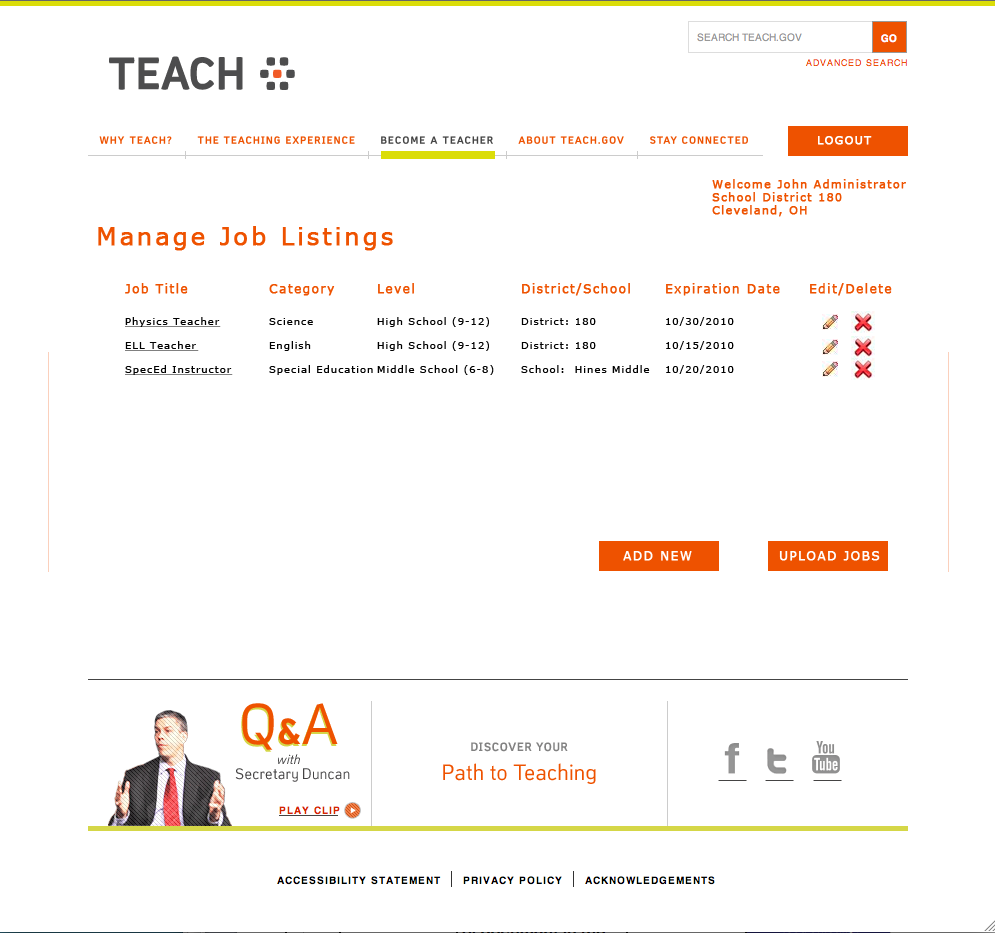 SEARCH TEACH.GOV
GO
ADVANCED SEARCH
TEACH
WHY TEACH?
THE TEACHING EXPERIENCE
BECOME A TEACHER
ABOUT TEACH.GOV
STAY CONNECTED
LOGOUT
Welcome John Administrator
School District 180
Cleveland, OH
Manage Job Listings
Job Title Category Level District/School Expiration Date Edit/Delete
Physics Teacher Science High School (9-12) District: 180 10/30/2010
ELL Teacher English High School (9-12) District: 180 10/15/2010
SpecEd Instructor Special Education Middle School (6-8) School: Hines Middle 10/20/2010
ADD NEW
UPLOAD JOBS
Q&A
with
Secretary Duncan
PLAY CLIP
DISCOVER YOUR
Path to Teaching
f
t
You
Tube
ACCESSIBILITY STATEMENT
PRIVACY POLICY
ACKNOWLEDGEMENTS